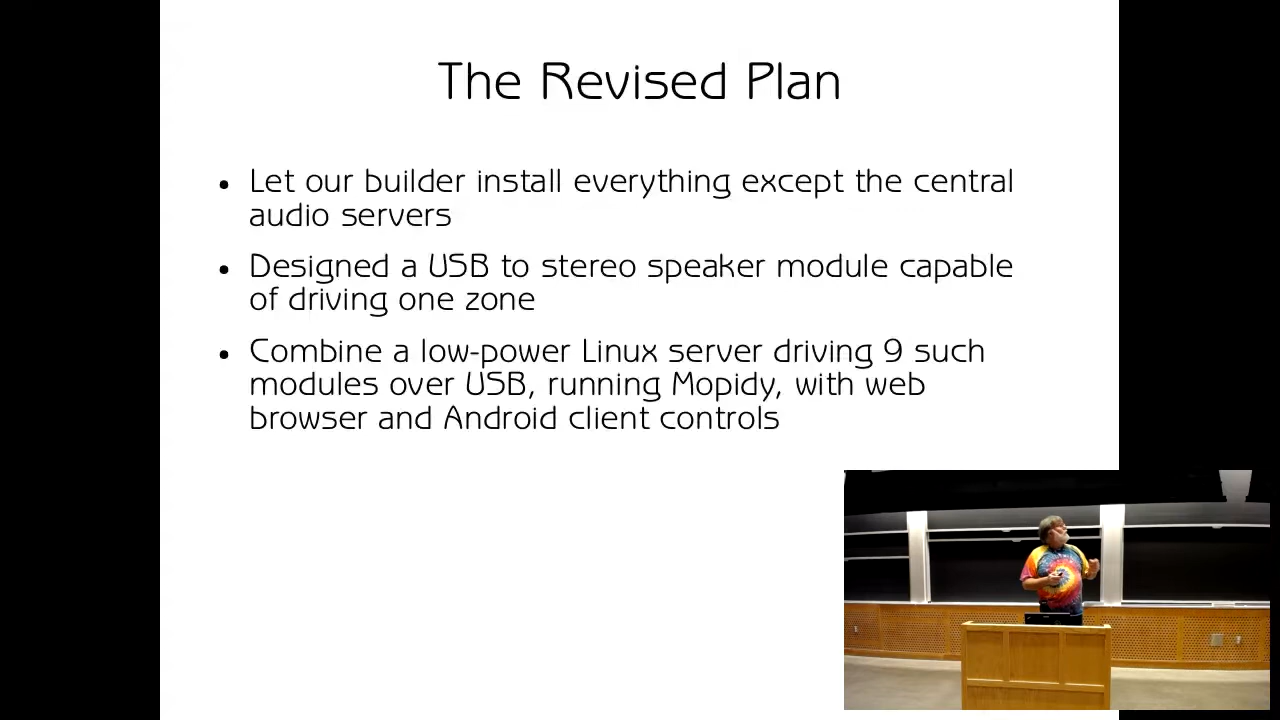 The Revised Plan
• Let our builder install everything except the central
audio servers
• Designed a USB to stereo speaker module capable
of driving one zone
• Combine a low-power Linux server driving 9 such
modules over USB, running Mopidy, with web
browser and Android client controls